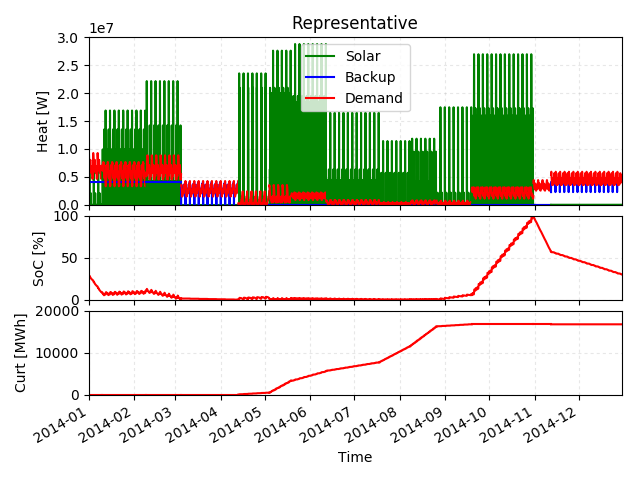 Representative
1e7
3.0
2.5
2.0
1.5
1.0
0.5
0.0
Heat [W]
Solar
Backup
Demand
100
50
0
SoC [%]
20000
10000
0
Curt [MWh]
2014-01
2014-02
2014-03
2014-04
2014-05
2014-06
2014-07
2014-08
2014-09
2014-10
2014-11
2014-12
Time